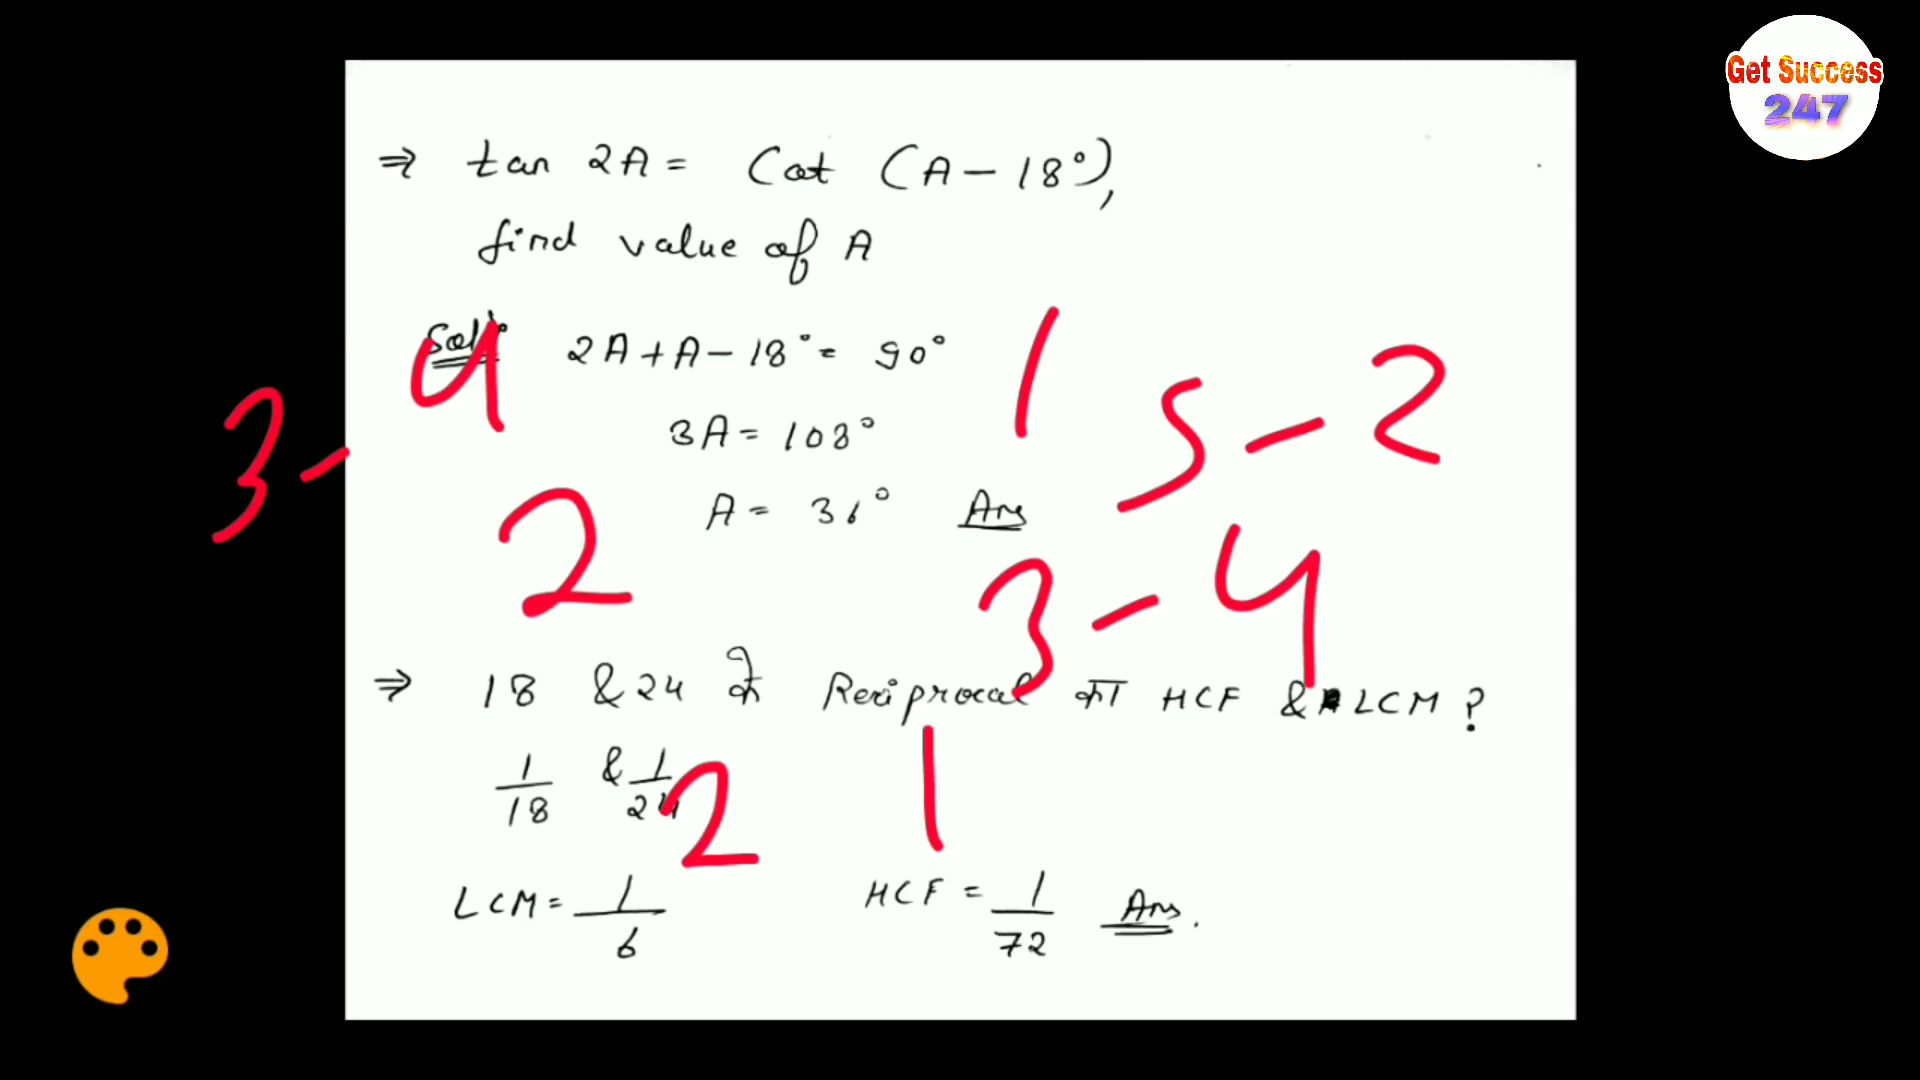 Get Success
247
⇒ tan 2A = Cot (A - 18°),
find value of A
Solⁿ 2A + A - 18° = 90°
3A = 108°
A = 36° Ans
3 - 4
2
1
5 - 2
3 - 4
⇒ 18 & 24 के Reciprocal का HCF & LCM ?
1/18 & 1/24
2
1
LCM = 1/6 HCF = 1/72 Ans.